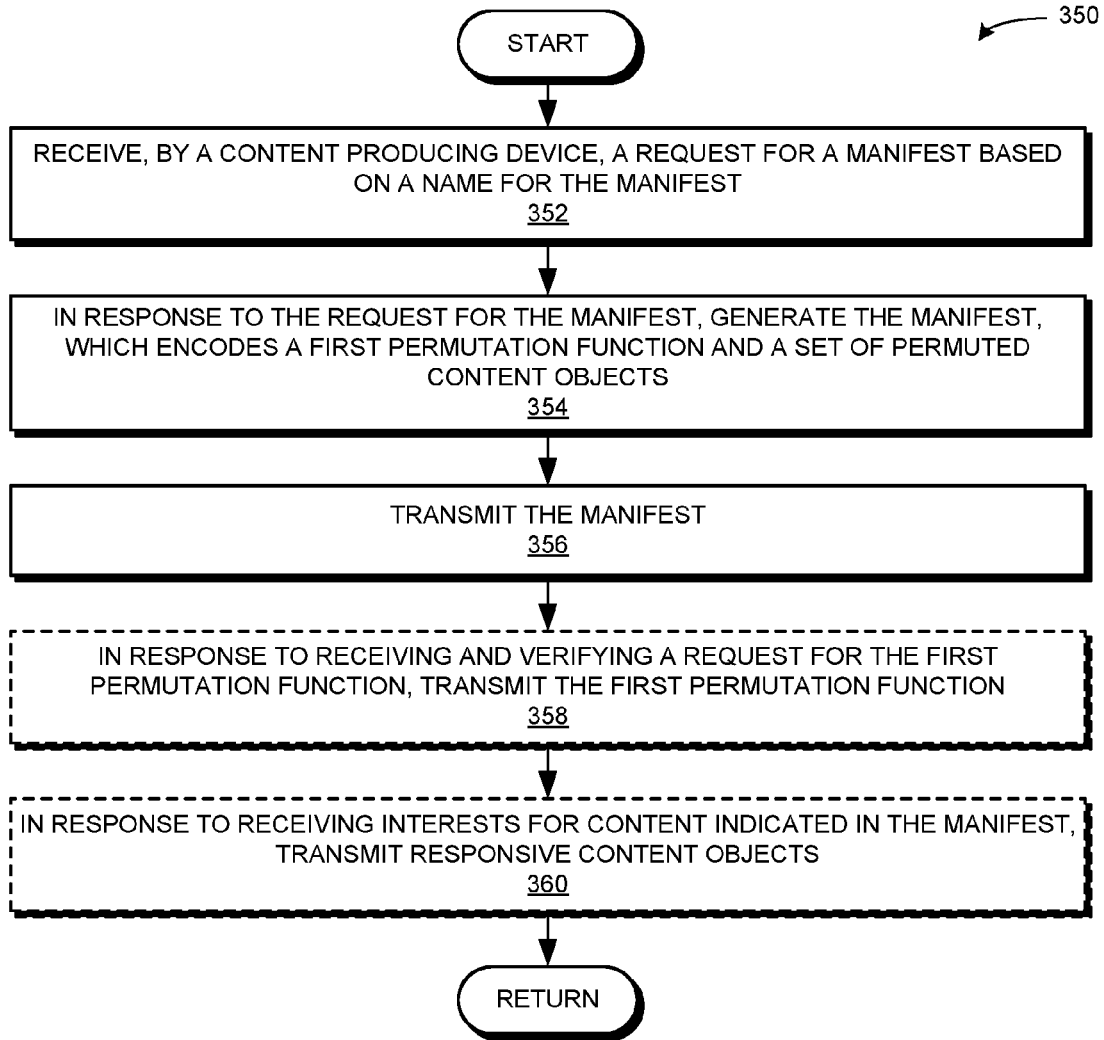 350
START
RECEIVE, BY A CONTENT PRODUCING DEVICE, A REQUEST FOR A MANIFEST BASED
ON A NAME FOR THE MANIFEST
352
IN RESPONSE TO THE REQUEST FOR THE MANIFEST, GENERATE THE MANIFEST,
WHICH ENCODES A FIRST PERMUTATION FUNCTION AND A SET OF PERMUTED
CONTENT OBJECTS
354
TRANSMIT THE MANIFEST
356
IN RESPONSE TO RECEIVING AND VERIFYING A REQUEST FOR THE FIRST
PERMUTATION FUNCTION, TRANSMIT THE FIRST PERMUTATION FUNCTION
358
IN RESPONSE TO RECEIVING INTERESTS FOR CONTENT INDICATED IN THE MANIFEST,
TRANSMIT RESPONSIVE CONTENT OBJECTS
360
RETURN